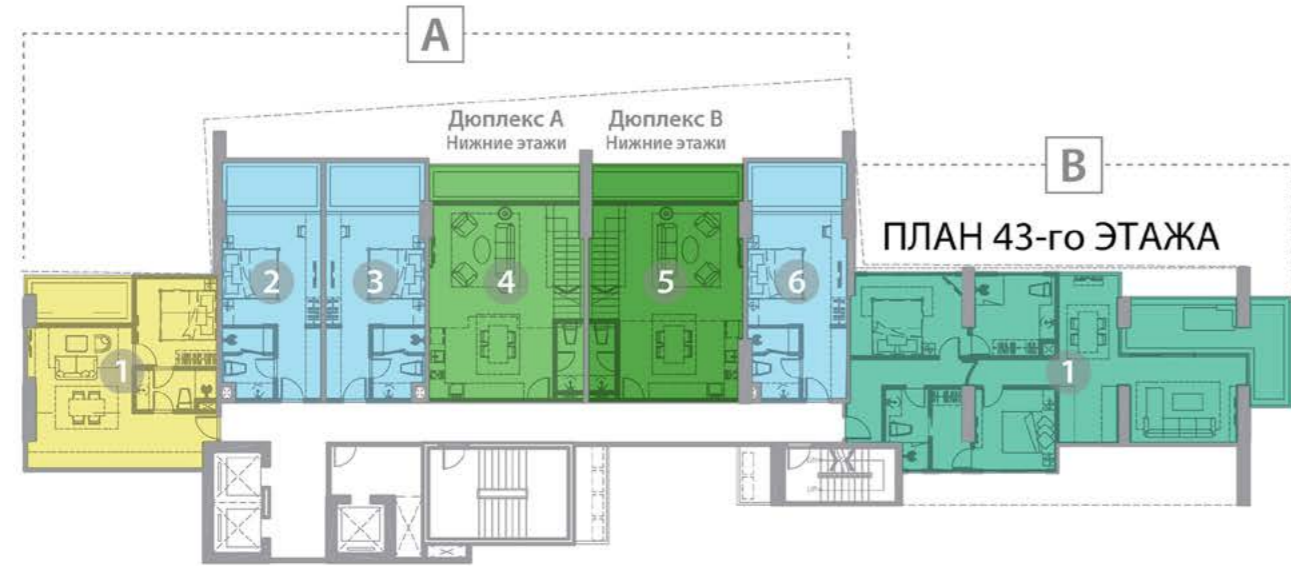 A
Дюплекс А
Нижние этажи
Дюплекс В
Нижние этажи
B
ПЛАН 43-го ЭТАЖА
1
2
3
4
5
6
1